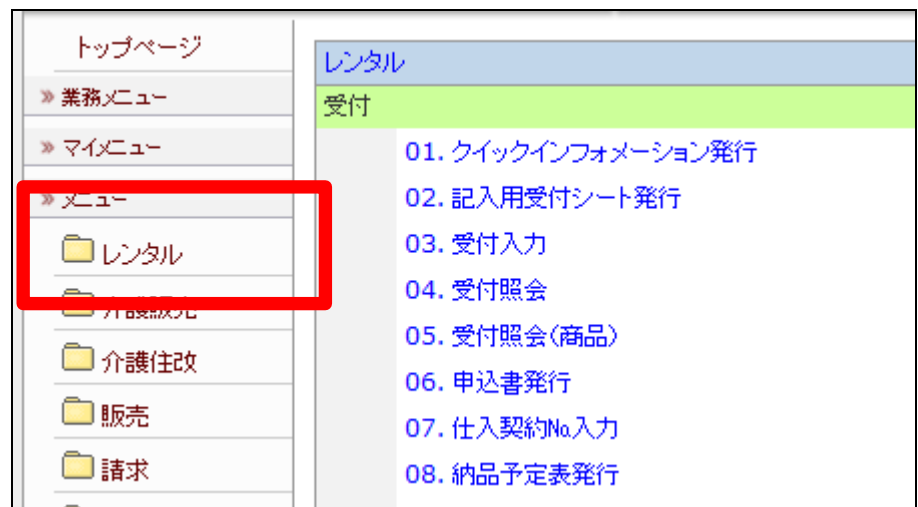 トップページ
» 業務メニュー
» マイメニュー
» メニュー
レンタル
介護住改
販売
請求
レンタル
受付
01. クイックインフォメーション発行
02. 記入用受付シート発行
03. 受付入力
04. 受付照会
05. 受付照会(商品)
06. 申込書発行
07. 仕入契約№入力
08. 納品予定表発行